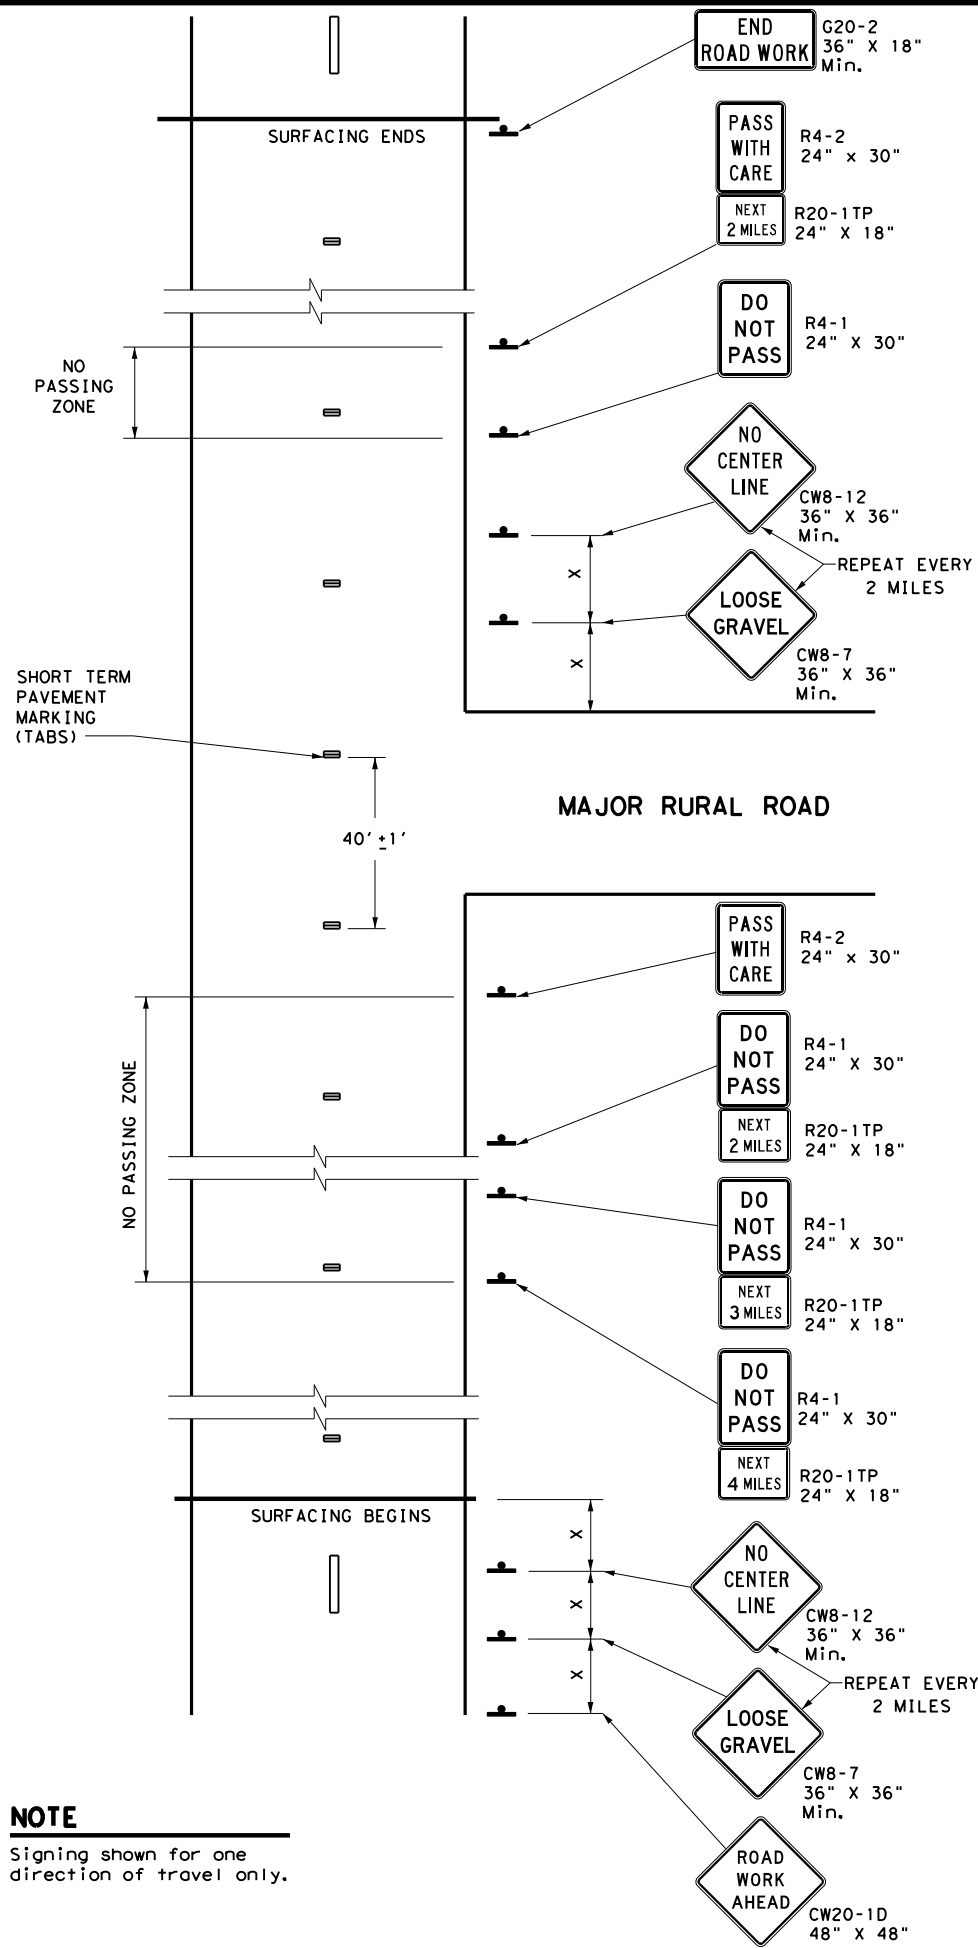 END
ROAD WORK
G20-2
36" X 18"
Min.
SURFACING ENDS
PASS
WITH
CARE
R4-2
24" x 30"
NEXT
2 MILES
R20-1TP
24" X 18"
DO
NOT
PASS
R4-1
24" X 30"
NO
PASSING
ZONE
NO
CENTER
LINE
CW8-12
36" X 36"
Min.
REPEAT EVERY
2 MILES
X
LOOSE
GRAVEL
CW8-7
36" X 36"
Min.
X
SHORT TERM
PAVEMENT
MARKING
(TABS)
40' ±1'
MAJOR RURAL ROAD
PASS
WITH
CARE
R4-2
24" x 30"
NO PASSING ZONE
DO
NOT
PASS
R4-1
24" X 30"
NEXT
2 MILES
R20-1TP
24" X 18"
DO
NOT
PASS
R4-1
24" X 30"
NEXT
3 MILES
R20-1TP
24" X 18"
DO
NOT
PASS
R4-1
24" X 30"
NEXT
4 MILES
R20-1TP
24" X 18"
SURFACING BEGINS
X
NO
CENTER
LINE
CW8-12
36" X 36"
Min.
X
REPEAT EVERY
2 MILES
X
LOOSE
GRAVEL
CW8-7
36" X 36"
Min.
ROAD
WORK
AHEAD
CW20-1D
48" X 48"
NOTE
Signing shown for one
direction of travel only.